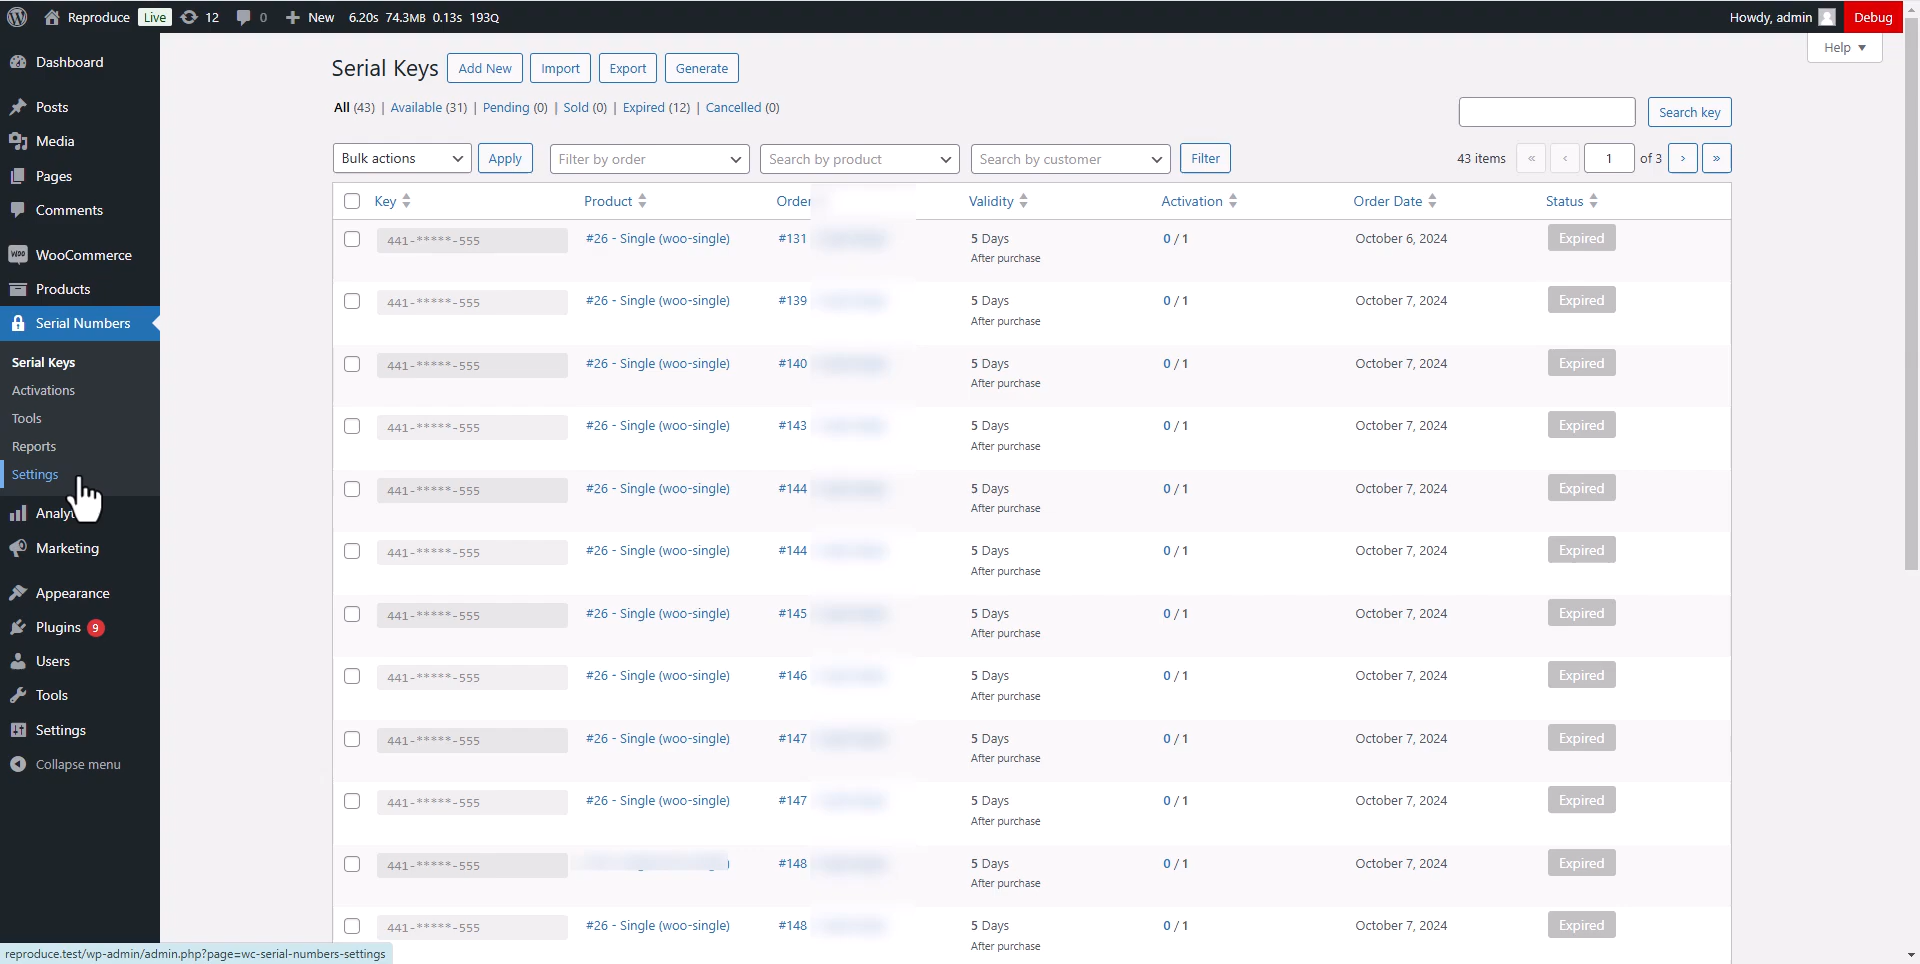 Reproduce Live 12 0 New 6.20s 74.3MB 0.13s 193Q Howdy, admin Debug
Help
Dashboard
Posts
Media
Pages
Comments
WooCommerce
Products
Serial Numbers
Serial Keys
Activations
Tools
Reports
Settings
Marketing
Appearance
Plugins 9
Users
Tools
Settings
Collapse menu
Serial Keys Add New Import Export Generate
All (43) | Available (31) | Pending (0) | Sold (0) | Expired (12) | Cancelled (0)
Search key
Bulk actions Apply Filter by order Search by product Search by customer Filter 43 items « ‹ 1 of 3 › »
Key Product Order Validity Activation Order Date Status
441-*****-555 #26 - Single (woo-single) #131 5 Days 0 / 1 October 6, 2024 Expired
After purchase
441-*****-555 #26 - Single (woo-single) #139 5 Days 0 / 1 October 7, 2024 Expired
After purchase
441-*****-555 #26 - Single (woo-single) #140 5 Days 0 / 1 October 7, 2024 Expired
After purchase
441-*****-555 #26 - Single (woo-single) #143 5 Days 0 / 1 October 7, 2024 Expired
After purchase
441-*****-555 #26 - Single (woo-single) #144 5 Days 0 / 1 October 7, 2024 Expired
After purchase
441-*****-555 #26 - Single (woo-single) #144 5 Days 0 / 1 October 7, 2024 Expired
After purchase
441-*****-555 #26 - Single (woo-single) #145 5 Days 0 / 1 October 7, 2024 Expired
After purchase
441-*****-555 #26 - Single (woo-single) #146 5 Days 0 / 1 October 7, 2024 Expired
After purchase
441-*****-555 #26 - Single (woo-single) #147 5 Days 0 / 1 October 7, 2024 Expired
After purchase
441-*****-555 #26 - Single (woo-single) #147 5 Days 0 / 1 October 7, 2024 Expired
After purchase
441-*****-555 #148 5 Days 0 / 1 October 7, 2024 Expired
After purchase
441-*****-555 #26 - Single (woo-single) #148 5 Days 0 / 1 October 7, 2024 Expired
After purchase
reproduce.test/wp-admin/admin.php?page=wc-serial-numbers-settings